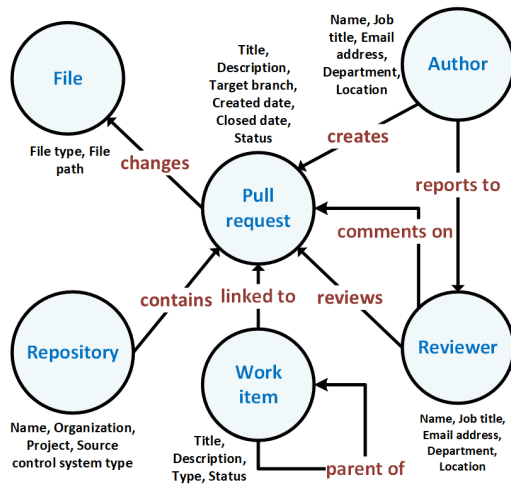 File
File type, File
path
Title,
Description,
Target branch,
Created date,
Closed date,
Status
Name, Job
title, Email
address,
Department,
Location
Author
creates
changes
Pull
request
reports to
comments on
contains
linked to
reviews
Repository
Name, Organization,
Project, Source
control system type
Work
item
Title,
Description,
Type, Status
parent of
Reviewer
Name, Job title,
Email address,
Department,
Location